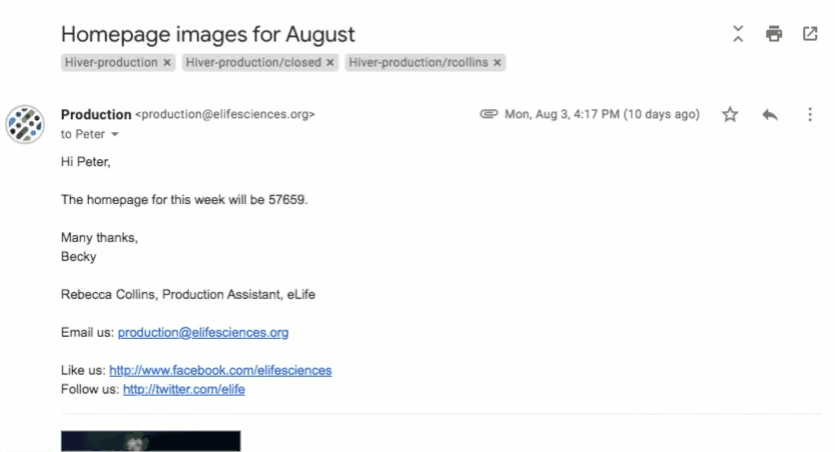 Homepage images for August
Hiver-production × Hiver-production/closed × Hiver-production/rcollins ×
Production <production@elifesciences.org> Mon, Aug 3, 4:17 PM (10 days ago)
to Peter
Hi Peter,
The homepage for this week will be 57659.
Many thanks,
Becky
Rebecca Collins, Production Assistant, eLife
Email us: production@elifesciences.org
Like us: http://www.facebook.com/elifesciences
Follow us: http://twitter.com/elife